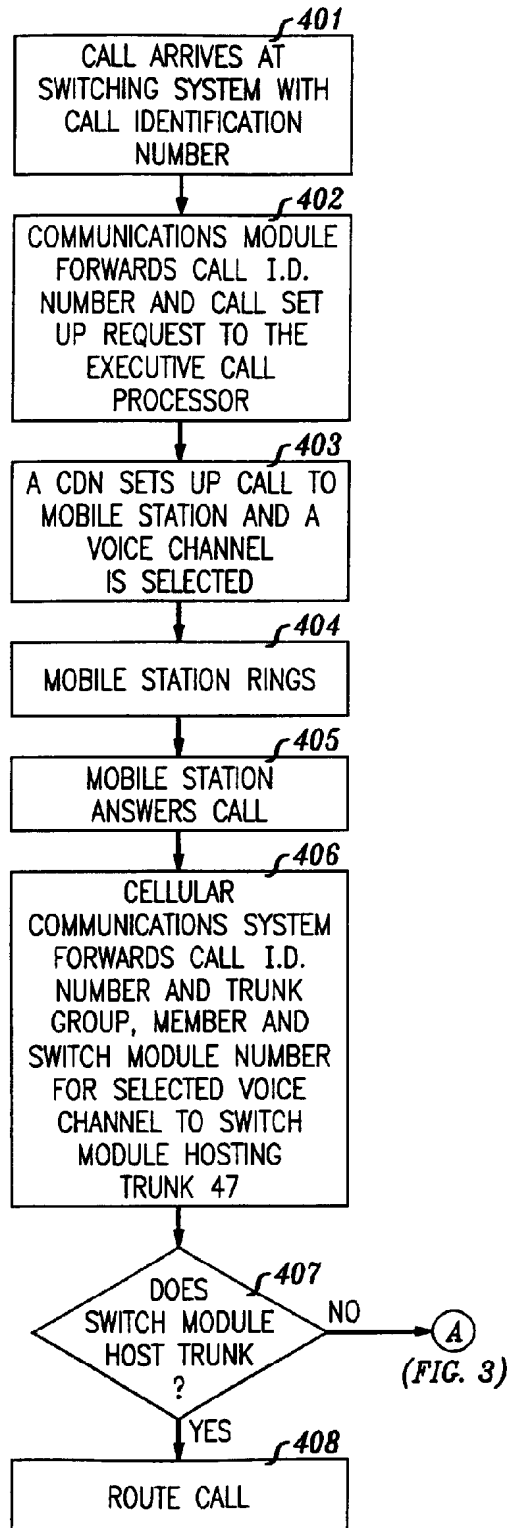 401
CALL ARRIVES AT
SWITCHING SYSTEM WITH
CALL IDENTIFICATION
NUMBER
402
COMMUNICATIONS MODULE
FORWARDS CALL I.D.
NUMBER AND CALL SET
UP REQUEST TO THE
EXECUTIVE CALL
PROCESSOR
403
A CDN SETS UP CALL TO
MOBILE STATION AND A
VOICE CHANNEL
IS SELECTED
404
MOBILE STATION RINGS
405
MOBILE STATION
ANSWERS CALL
406
CELLULAR
COMMUNICATIONS SYSTEM
FORWARDS CALL I.D.
NUMBER AND TRUNK
GROUP, MEMBER AND
SWITCH MODULE NUMBER
FOR SELECTED VOICE
CHANNEL TO SWITCH
MODULE HOSTING
TRUNK 47
407
DOES
SWITCH MODULE
HOST TRUNK
?
NO
A
(FIG. 3)
YES
408
ROUTE CALL